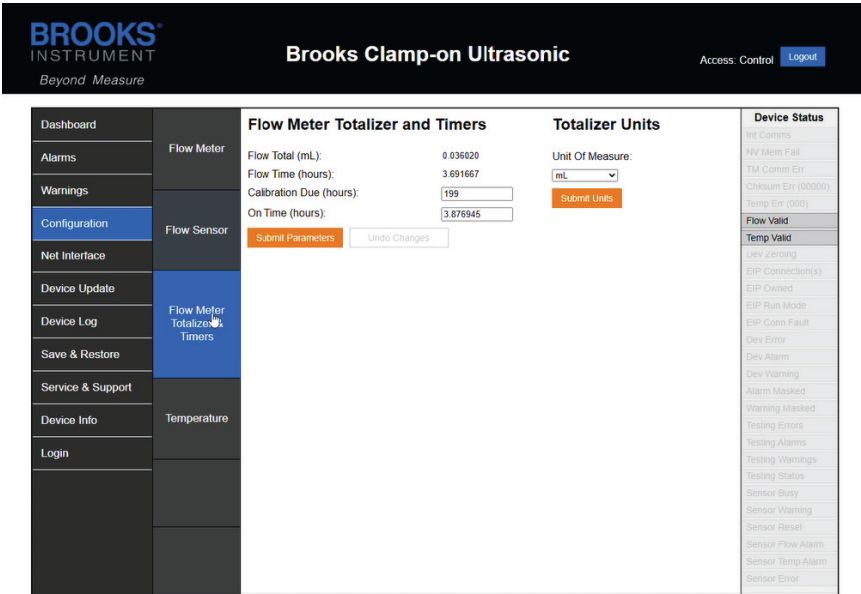 BROOKS®
INSTRUMENT
Beyond Measure
Brooks Clamp-on Ultrasonic
Access: Control
Logout
Dashboard
Alarms
Warnings
Configuration
Net Interface
Device Update
Device Log
Save & Restore
Service & Support
Device Info
Login
Flow Meter
Flow Sensor
Flow Meter
Totalizer &
Timers
Temperature
Flow Meter Totalizer and Timers
Flow Total (mL): 0.036020
Flow Time (hours): 3.691667
Calibration Due (hours): 199
On Time (hours): 3.876945
Submit Parameters
Undo Changes
Totalizer Units
Unit Of Measure:
mL
Submit Units
Device Status
Int Comms
NV Mem Fail
TM Comm Err
Chksum Err (00000)
Temp Err (000)
Flow Valid
Temp Valid
Dev Zeroing
EIP Connection(s)
EIP Owned
EIP Run Mode
EIP Conn Fault
Dev Error
Dev Alarm
Dev Warning
Alarm Masked
Warning Masked
Testing Errors
Testing Alarms
Testing Warnings
Testing Status
Sensor Busy
Sensor Warning
Sensor Reset
Sensor Flow Alarm
Sensor Temp Alarm
Sensor Error